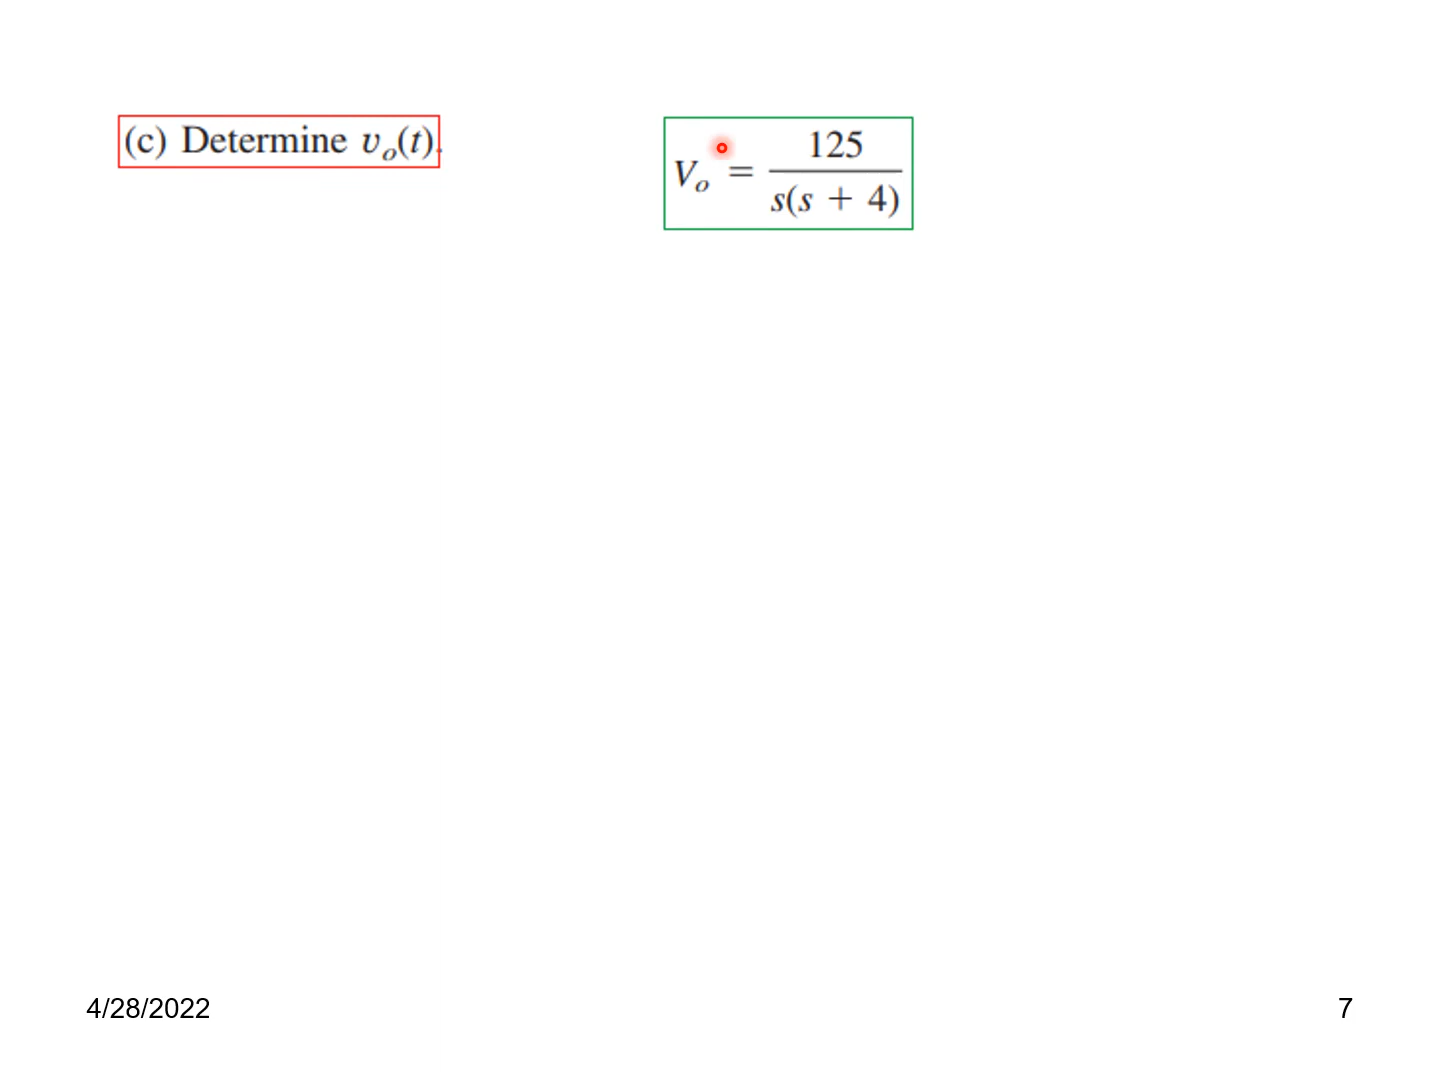 (c) Determine v_o(t).
V_o = 125 / s(s + 4)
4/28/2022
7